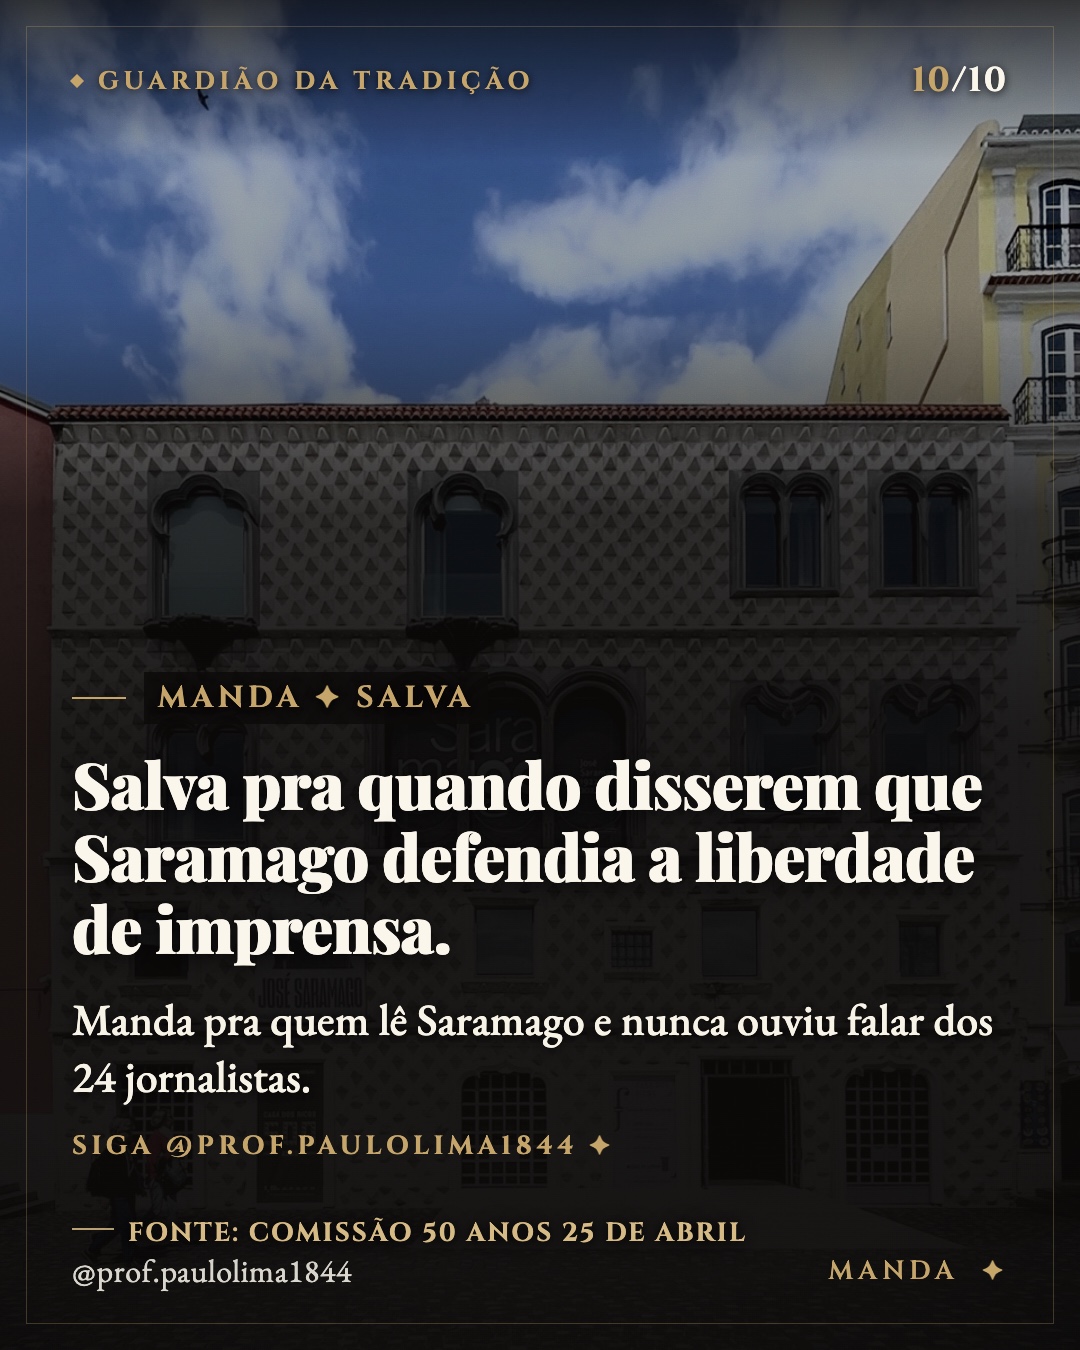 ◆ GUARDIÃO DA TRADIÇÃO
10/10
MANDA ✦ SALVA
Salva pra quando disserem que
Saramago defendia a liberdade
de imprensa.
JOSÉ SARAMAGO
Manda pra quem lê Saramago e nunca ouviu falar dos
24 jornalistas.
SIGA @PROF.PAULOLIMA1844 ✦
FONTE: COMISSÃO 50 ANOS 25 DE ABRIL
@prof.paulolima1844
MANDA ✦